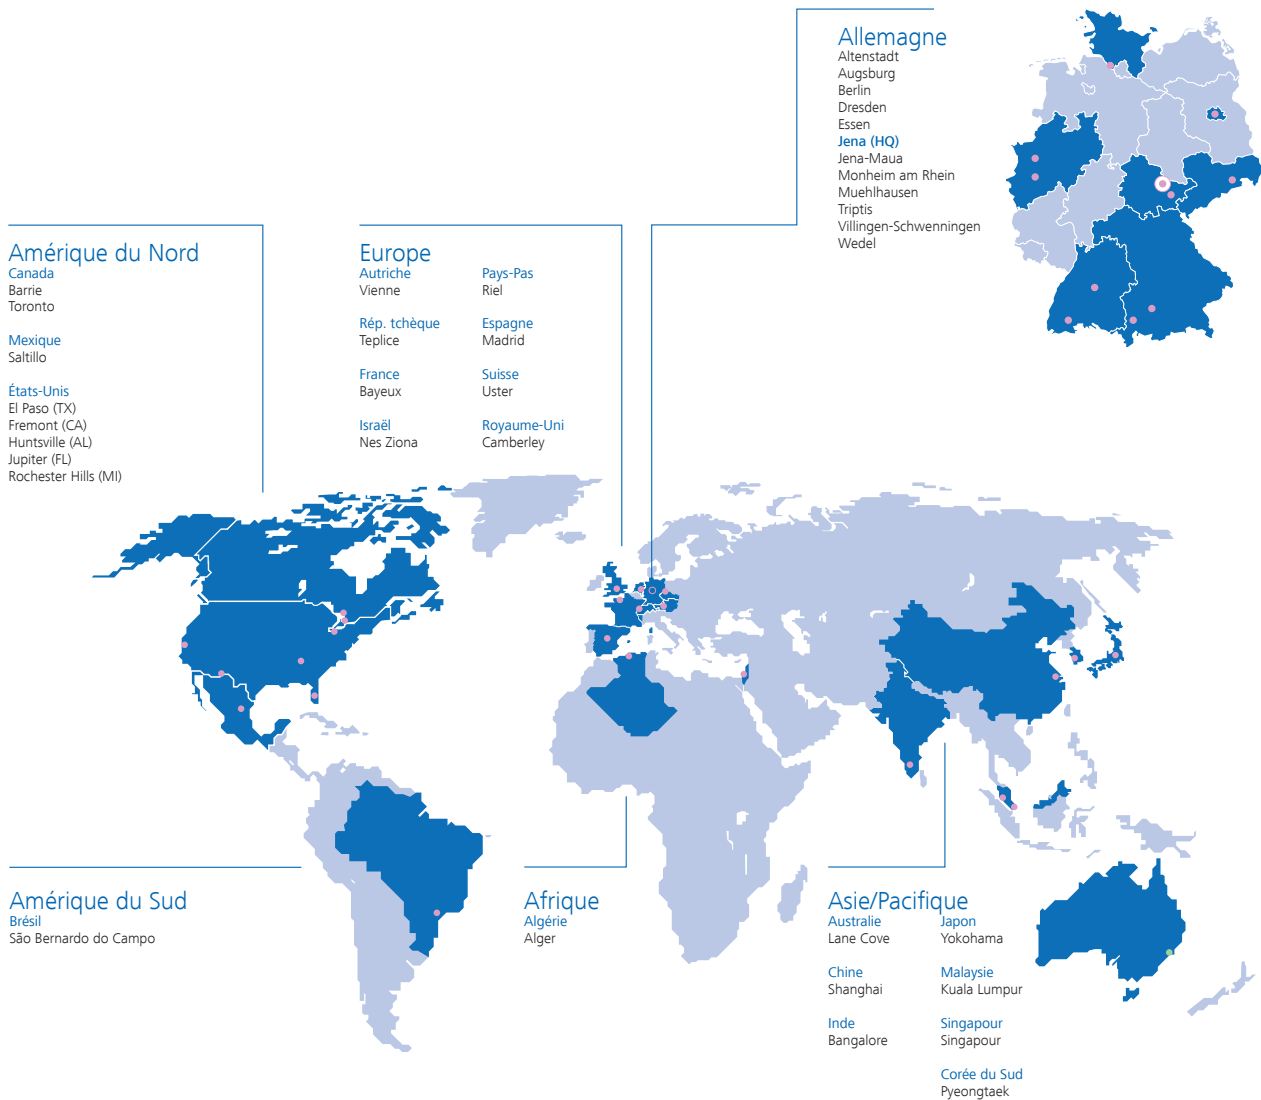 Allemagne
Altenstadt
Augsburg
Berlin
Dresden
Essen
Jena (HQ)
Jena-Maua
Monheim am Rhein
Muehlhausen
Triptis
Villingen-Schwenningen
Wedel
Amérique du Nord
Canada
Barrie
Toronto
Mexique
Saltillo
États-Unis
El Paso (TX)
Fremont (CA)
Huntsville (AL)
Jupiter (FL)
Rochester Hills (MI)
Europe
Autriche
Vienne
Rép. tchèque
Teplice
France
Bayeux
Israël
Nes Ziona
Pays-Pas
Riel
Espagne
Madrid
Suisse
Uster
Royaume-Uni
Camberley
Amérique du Sud
Brésil
São Bernardo do Campo
Afrique
Algérie
Alger
Asie/Pacifique
Australie
Lane Cove
Chine
Shanghai
Inde
Bangalore
Japon
Yokohama
Malaysie
Kuala Lumpur
Singapour
Singapour
Corée du Sud
Pyeongtaek